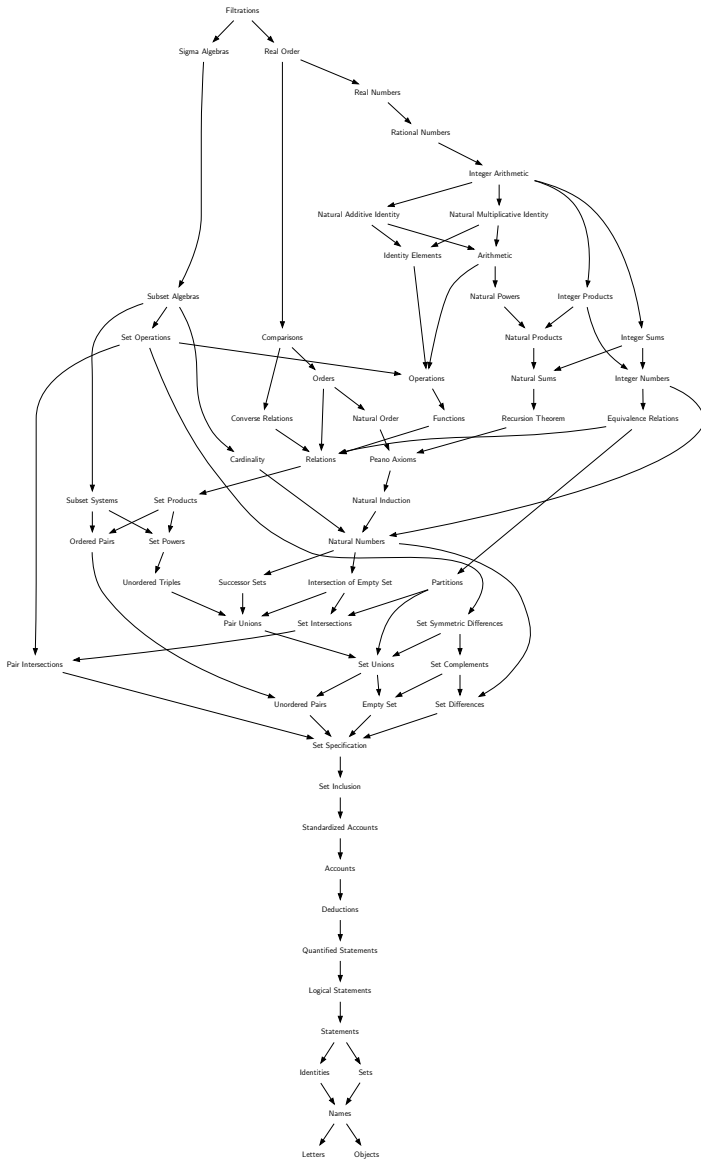 Filtrations
Sigma Algebras
Real Order
Real Numbers
Rational Numbers
Integer Arithmetic
Natural Additive Identity
Natural Multiplicative Identity
Identity Elements
Arithmetic
Subset Algebras
Natural Powers
Integer Products
Set Operations
Comparisons
Natural Products
Integer Sums
Orders
Operations
Natural Sums
Integer Numbers
Converse Relations
Natural Order
Functions
Recursion Theorem
Equivalence Relations
Cardinality
Relations
Peano Axioms
Subset Systems
Set Products
Natural Induction
Ordered Pairs
Set Powers
Natural Numbers
Unordered Triples
Successor Sets
Intersection of Empty Set
Partitions
Pair Unions
Set Intersections
Set Symmetric Differences
Pair Intersections
Set Unions
Set Complements
Unordered Pairs
Empty Set
Set Differences
Set Specification
Set Inclusion
Standardized Accounts
Accounts
Deductions
Quantified Statements
Logical Statements
Statements
Identities
Sets
Names
Letters
Objects